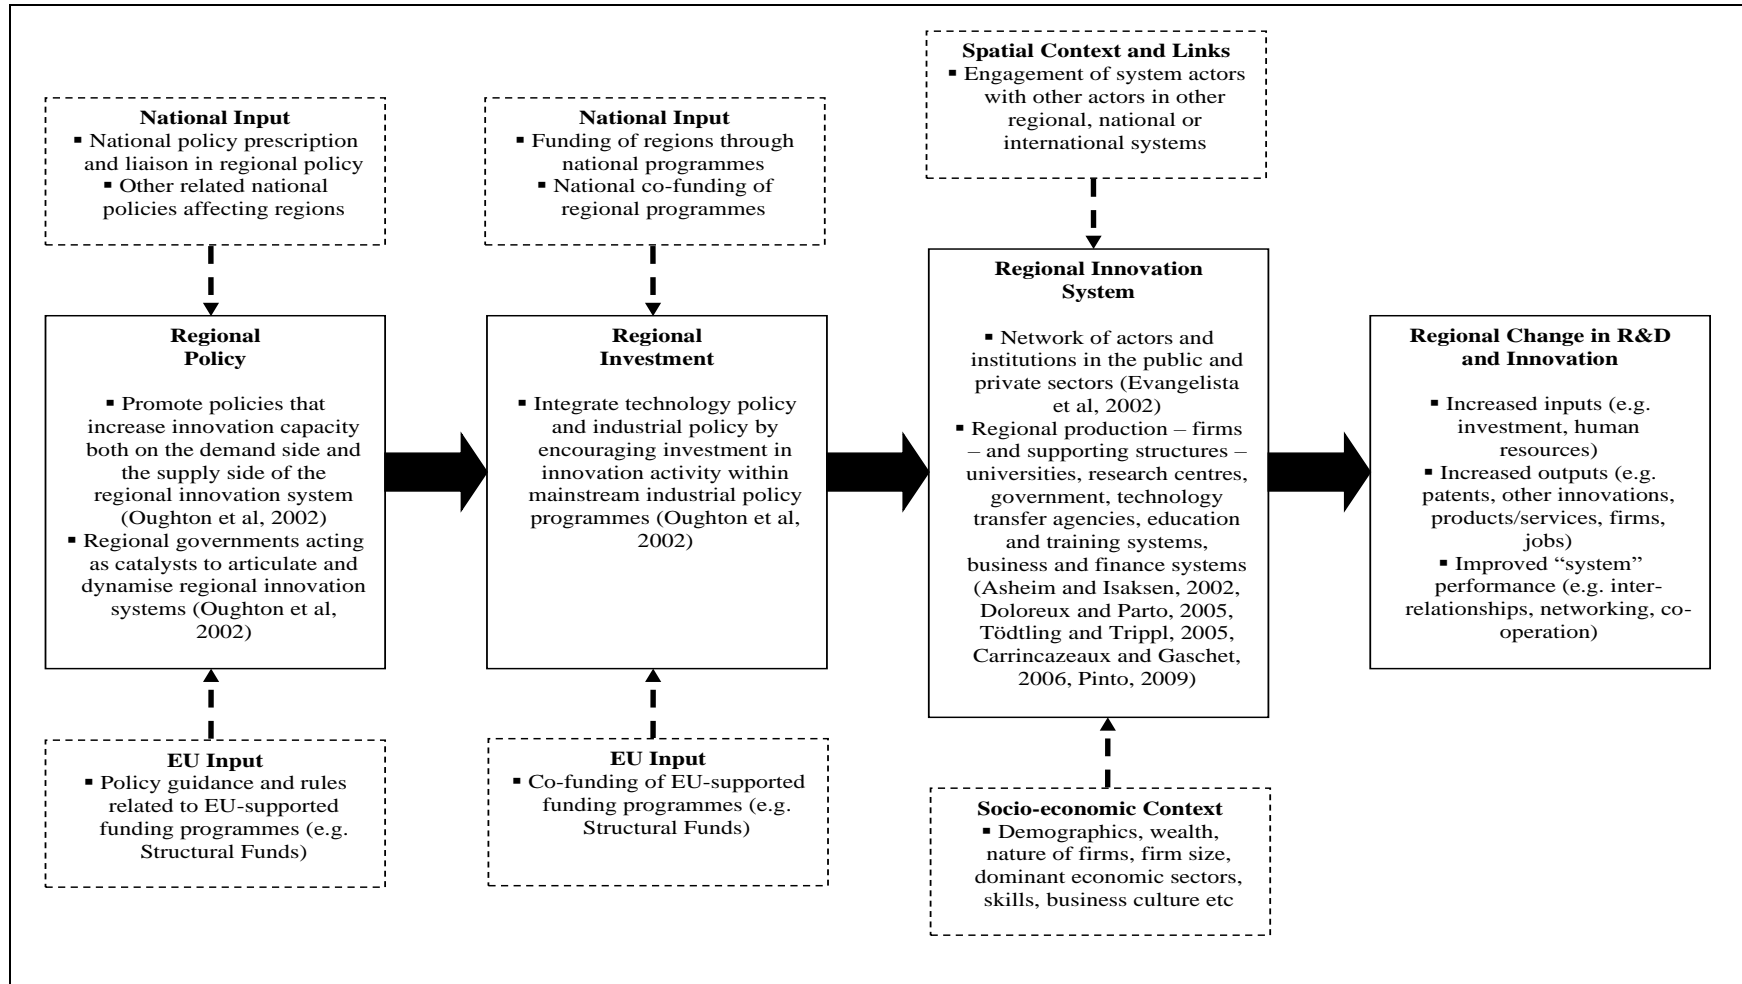 National Input
▪ National policy prescription
and liaison in regional policy
▪ Other related national
policies affecting regions
Regional
Policy
▪ Promote policies that
increase innovation capacity
both on the demand side and
the supply side of the
regional innovation system
(Oughton et al, 2002)
▪ Regional governments acting
as catalysts to articulate and
dynamise regional innovation
systems (Oughton et al,
2002)
EU Input
▪ Policy guidance and rules
related to EU-supported
funding programmes (e.g.
Structural Funds)
National Input
▪ Funding of regions through
national programmes
▪ National co-funding of
regional programmes
Regional
Investment
▪ Integrate technology policy
and industrial policy by
encouraging investment in
innovation activity within
mainstream industrial policy
programmes (Oughton et al,
2002)
EU Input
▪ Co-funding of EU-supported
funding programmes (e.g.
Structural Funds)
Spatial Context and Links
▪ Engagement of system actors
with other actors in other
regional, national or
international systems
Regional Innovation
System
▪ Network of actors and
institutions in the public and
private sectors (Evangelista
et al, 2002)
▪ Regional production – firms
– and supporting structures –
universities, research centres,
government, technology
transfer agencies, education
and training systems,
business and finance systems
(Asheim and Isaksen, 2002,
Doloreux and Parto, 2005,
Tödtling and Trippl, 2005,
Carrincazeaux and Gaschet,
2006, Pinto, 2009)
Socio-economic Context
▪ Demographics, wealth,
nature of firms, firm size,
dominant economic sectors,
skills, business culture etc
Regional Change in R&D
and Innovation
▪ Increased inputs (e.g.
investment, human
resources)
▪ Increased outputs (e.g.
patents, other innovations,
products/services, firms,
jobs)
▪ Improved “system”
performance (e.g. inter-
relationships, networking, co-
operation)